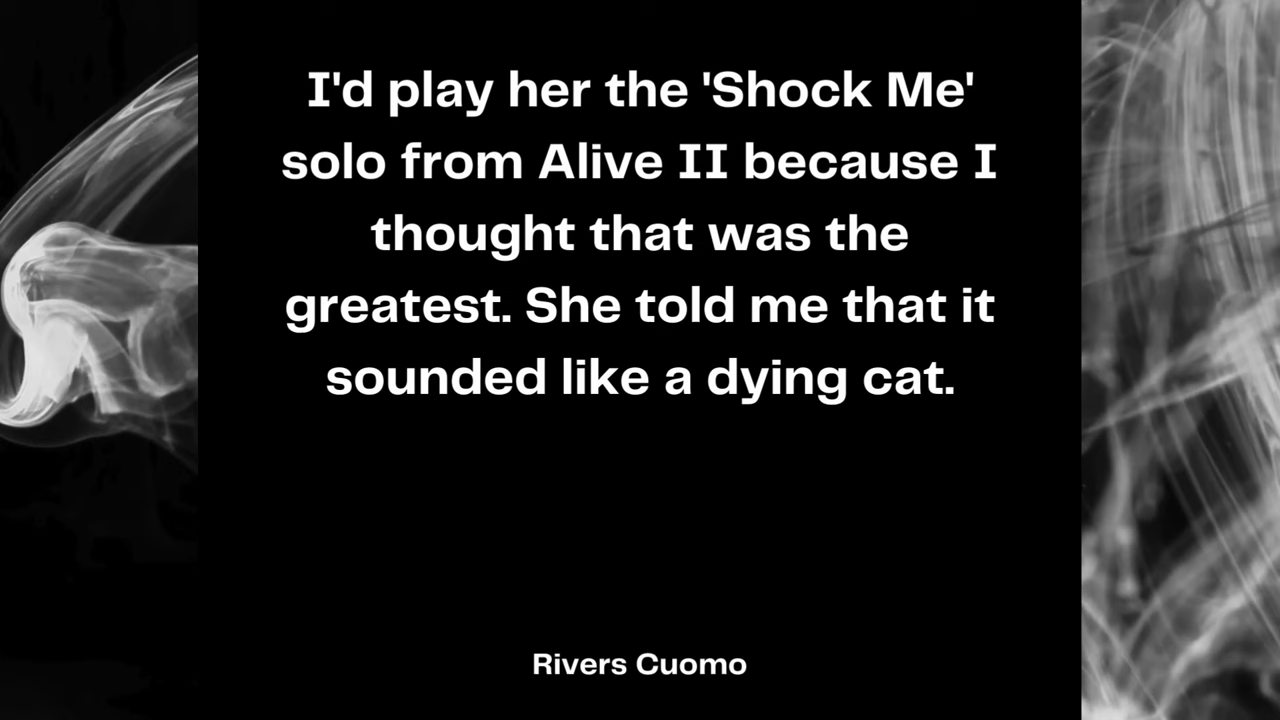 I'd play her the 'Shock Me'
solo from Alive II because I
thought that was the
greatest. She told me that it
sounded like a dying cat.
Rivers Cuomo